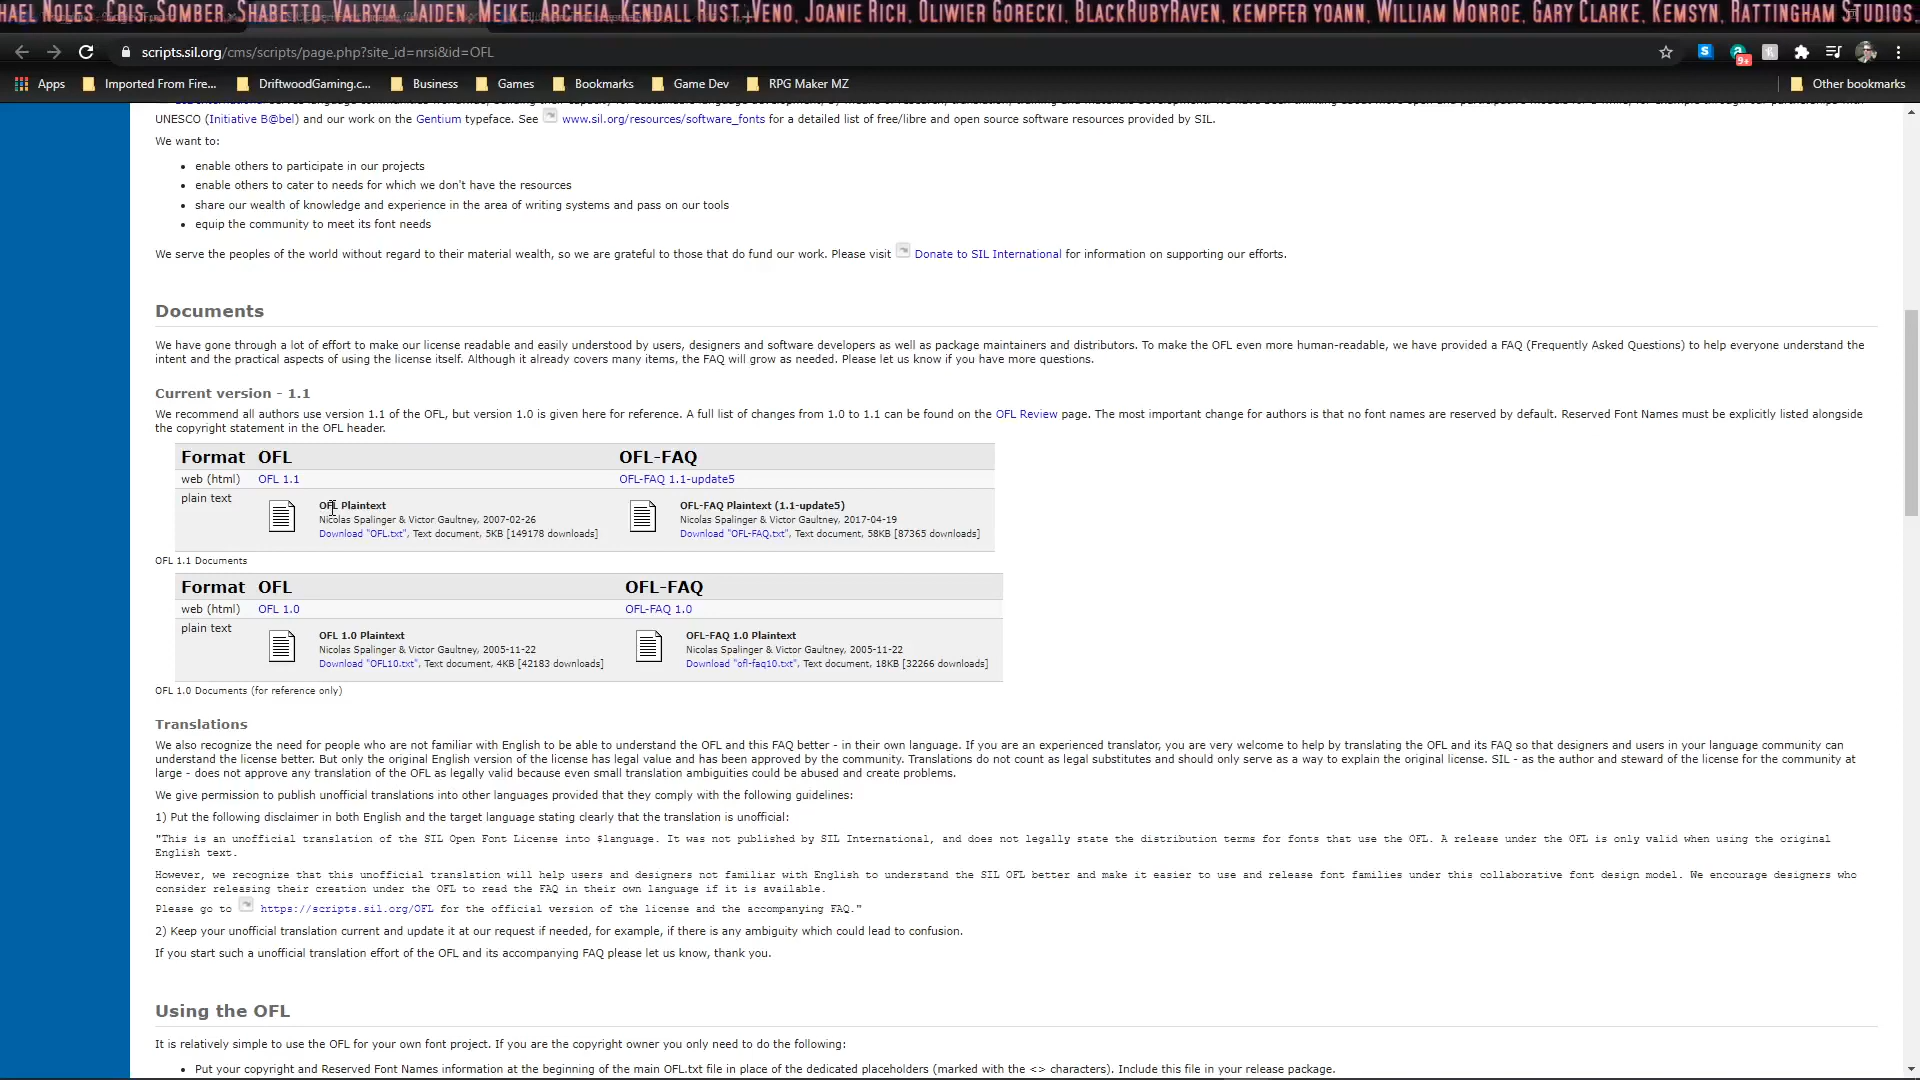 HAEL NOLES, COIS SOMBER, SHABETTO, VALRYIA, JAIDEN MEIKE, ARCHEIA, KENDALL RUST, VENO, JOANIE RICH, OLIWIER GORECKI, BLACKRUBYRAVEN, KEMPFER YOANN, WILLIAM MONROE, GARY CLARKE, KEMSYN, RATTINGHAM STUDIOS,
scripts.sil.org/cms/scripts/page.php?site_id=nrsi&id=OFL
9+
Apps Imported From Fire... DriftwoodGaming.c... Business Games Bookmarks Game Dev RPG Maker MZ Other bookmarks
UNESCO (Initiative B@bel) and our work on the Gentium typeface. See www.sil.org/resources/software_fonts for a detailed list of free/libre and open source software resources provided by SIL.
We want to:
• enable others to participate in our projects
• enable others to cater to needs for which we don't have the resources
• share our wealth of knowledge and experience in the area of writing systems and pass on our tools
• equip the community to meet its font needs
We serve the peoples of the world without regard to their material wealth, so we are grateful to those that do fund our work. Please visit Donate to SIL International for information on supporting our efforts.
Documents
We have gone through a lot of effort to make our license readable and easily understood by users, designers and software developers as well as package maintainers and distributors. To make the OFL even more human-readable, we have provided a FAQ (Frequently Asked Questions) to help everyone understand the
intent and the practical aspects of using the license itself. Although it already covers many items, the FAQ will grow as needed. Please let us know if you have more questions.
Current version - 1.1
We recommend all authors use version 1.1 of the OFL, but version 1.0 is given here for reference. A full list of changes from 1.0 to 1.1 can be found on the OFL Review page. The most important change for authors is that no font names are reserved by default. Reserved Font Names must be explicitly listed alongside
the copyright statement in the OFL header.
Format OFL OFL-FAQ
web (html) OFL 1.1 OFL-FAQ 1.1-update5
plain text
OFL Plaintext OFL-FAQ Plaintext (1.1-update5)
Nicolas Spalinger & Victor Gaultney, 2007-02-26 Nicolas Spalinger & Victor Gaultney, 2017-04-19
Download "OFL.txt", Text document, 5KB [149178 downloads] Download "OFL-FAQ.txt", Text document, 58KB [87365 downloads]
OFL 1.1 Documents
Format OFL OFL-FAQ
web (html) OFL 1.0 OFL-FAQ 1.0
plain text
OFL 1.0 Plaintext OFL-FAQ 1.0 Plaintext
Nicolas Spalinger & Victor Gaultney, 2005-11-22 Nicolas Spalinger & Victor Gaultney, 2005-11-22
Download "OFL10.txt", Text document, 4KB [42183 downloads] Download "ofl-faq10.txt", Text document, 18KB [32266 downloads]
OFL 1.0 Documents (for reference only)
Translations
We also recognize the need for people who are not familiar with English to be able to understand the OFL and this FAQ better - in their own language. If you are an experienced translator, you are very welcome to help by translating the OFL and its FAQ so that designers and users in your language community can
understand the license better. But only the original English version of the license has legal value and has been approved by the community. Translations do not count as legal substitutes and should only serve as a way to explain the original license. SIL - as the author and steward of the license for the community at
large - does not approve any translation of the OFL as legally valid because even small translation ambiguities could be abused and create problems.
We give permission to publish unofficial translations into other languages provided that they comply with the following guidelines:
1) Put the following disclaimer in both English and the target language stating clearly that the translation is unofficial:
"This is an unofficial translation of the SIL Open Font License into $language. It was not published by SIL International, and does not legally state the distribution terms for fonts that use the OFL. A release under the OFL is only valid when using the original
English text.
However, we recognize that this unofficial translation will help users and designers not familiar with English to understand the SIL OFL better and make it easier to use and release font families under this collaborative font design model. We encourage designers who
consider releasing their creation under the OFL to read the FAQ in their own language if it is available.
Please go to https://scripts.sil.org/OFL for the official version of the license and the accompanying FAQ."
2) Keep your unofficial translation current and update it at our request if needed, for example, if there is any ambiguity which could lead to confusion.
If you start such a unofficial translation effort of the OFL and its accompanying FAQ please let us know, thank you.
Using the OFL
It is relatively simple to use the OFL for your own font project. If you are the copyright owner you only need to do the following:
• Put your copyright and Reserved Font Names information at the beginning of the main OFL.txt file in place of the dedicated placeholders (marked with the <> characters). Include this file in your release package.